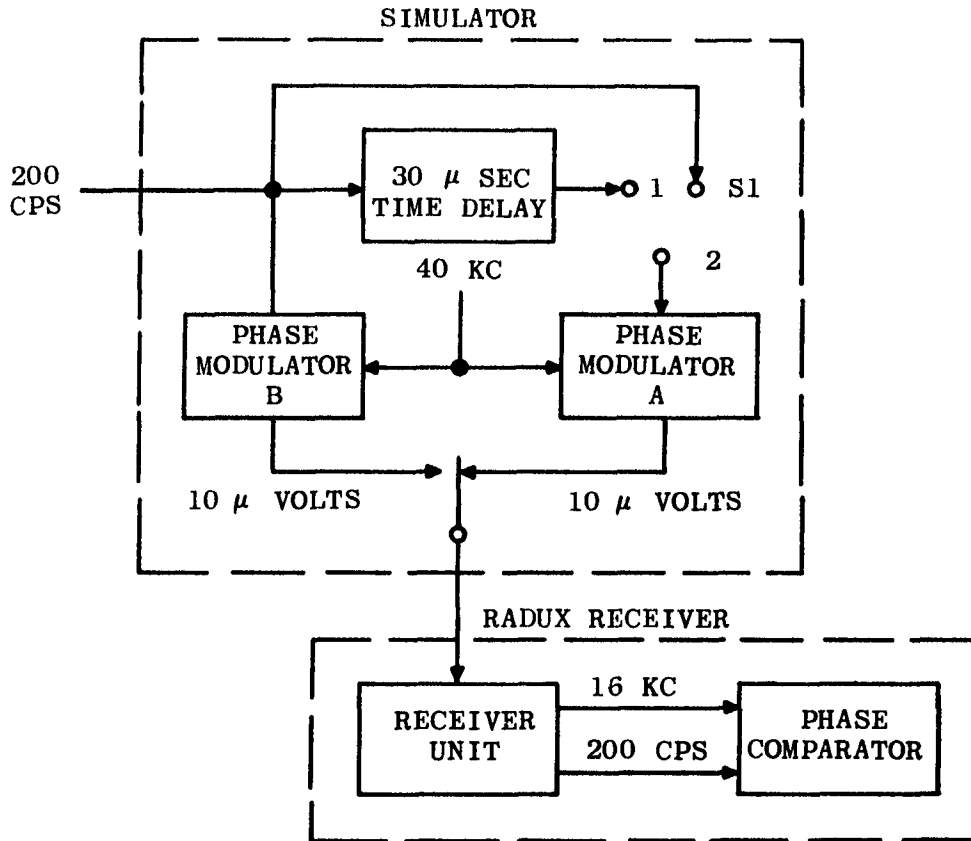 SIMULATOR
200
CPS
30 μ SEC
TIME DELAY
1
S1
2
40 KC
PHASE
MODULATOR
B
PHASE
MODULATOR
A
10 μ VOLTS
10 μ VOLTS
RADUX RECEIVER
RECEIVER
UNIT
16 KC
200 CPS
PHASE
COMPARATOR